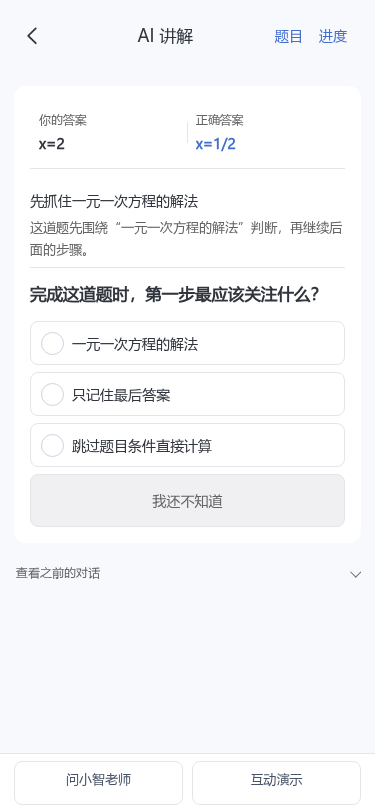 AI 讲解
题目 进度
你的答案 正确答案
x=2 x=1/2
先抓住一元一次方程的解法
这道题先围绕“一元一次方程的解法”判断，再继续后
面的步骤。
完成这道题时，第一步最应该关注什么？
一元一次方程的解法
只记住最后答案
跳过题目条件直接计算
我还不知道
查看之前的对话
问小智老师 互动演示